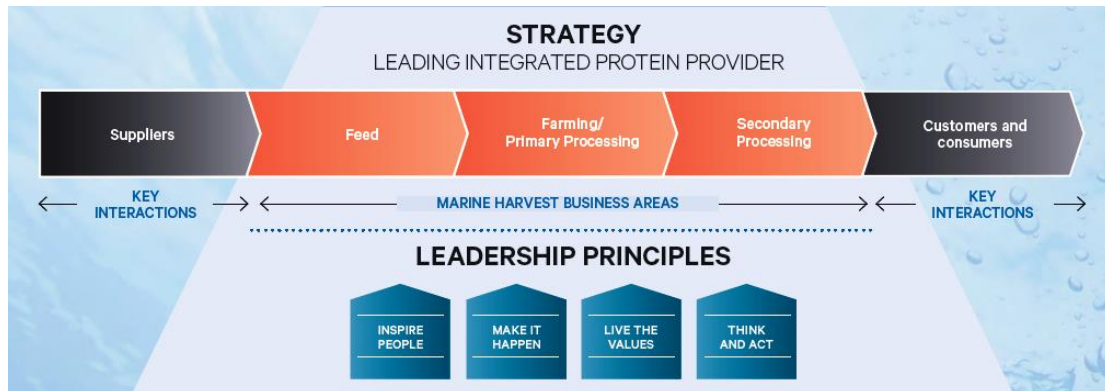 STRATEGY
LEADING INTEGRATED PROTEIN PROVIDER
Suppliers
Feed
Farming/
Primary Processing
Secondary
Processing
Customers and
consumers
KEY
INTERACTIONS
MARINE HARVEST BUSINESS AREAS
KEY
INTERACTIONS
LEADERSHIP PRINCIPLES
INSPIRE
PEOPLE
MAKE IT
HAPPEN
LIVE THE
VALUES
THINK
AND ACT